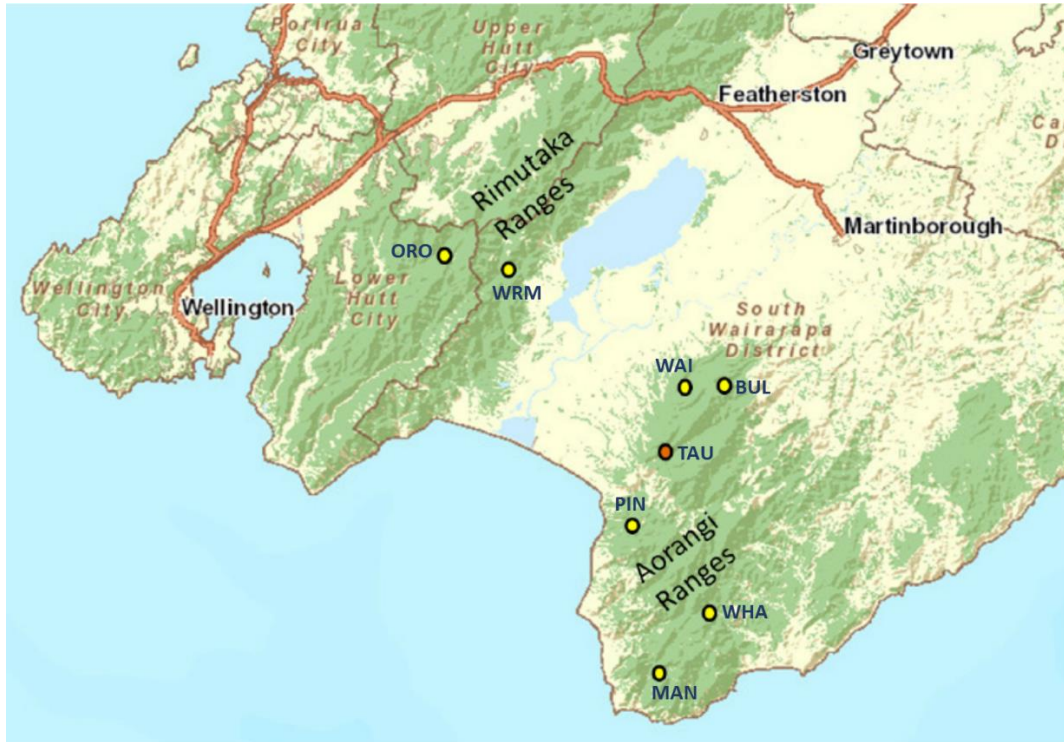 Porirua
City
Upper
Hutt
City
Greytown
Featherston
Ca
D
Rimutaka
Ranges
Martinborough
ORO
WRM
Lower
Hutt
City
Wellington
City
Wellington
South
Wairarapa
District
WAI
BUL
TAU
PIN
Aorangi
Ranges
WHA
MAN